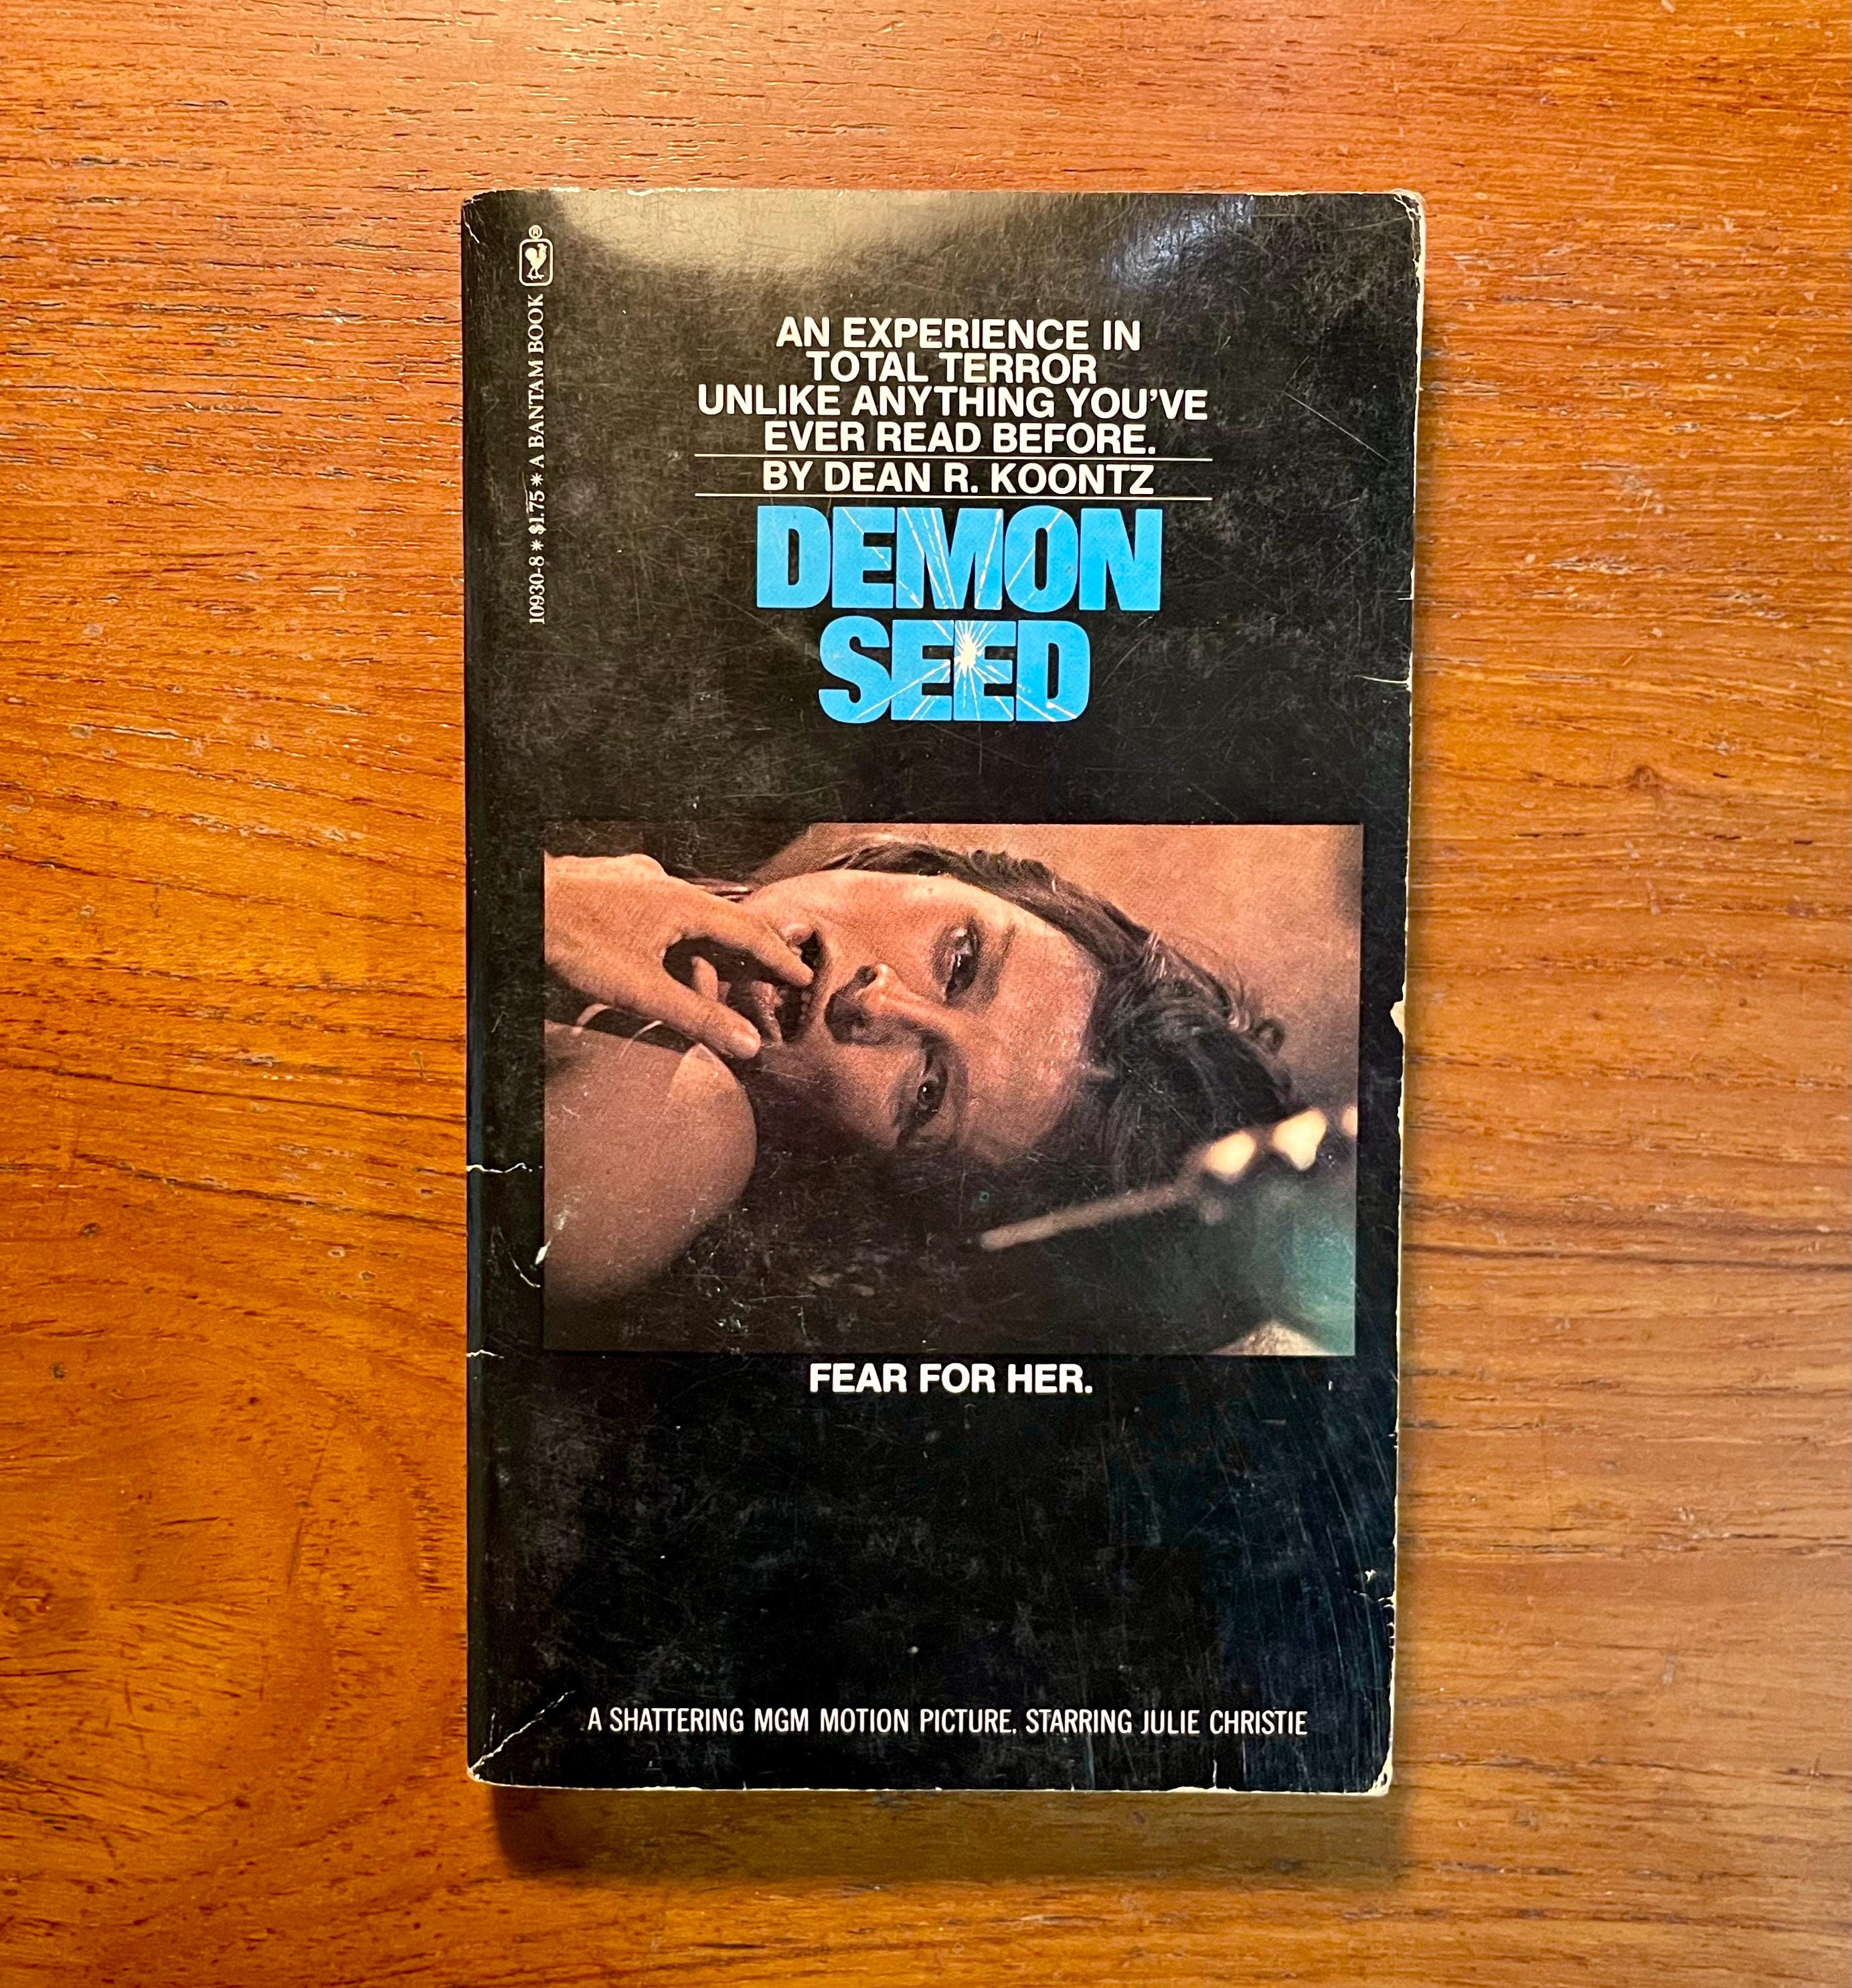 10930-8 * $1.75 * A BANTAM BOOK ®
AN EXPERIENCE IN
TOTAL TERROR
UNLIKE ANYTHING YOU'VE
EVER READ BEFORE.
BY DEAN R. KOONTZ
DEMON
SEED
FEAR FOR HER.
A SHATTERING MGM MOTION PICTURE, STARRING JULIE CHRISTIE